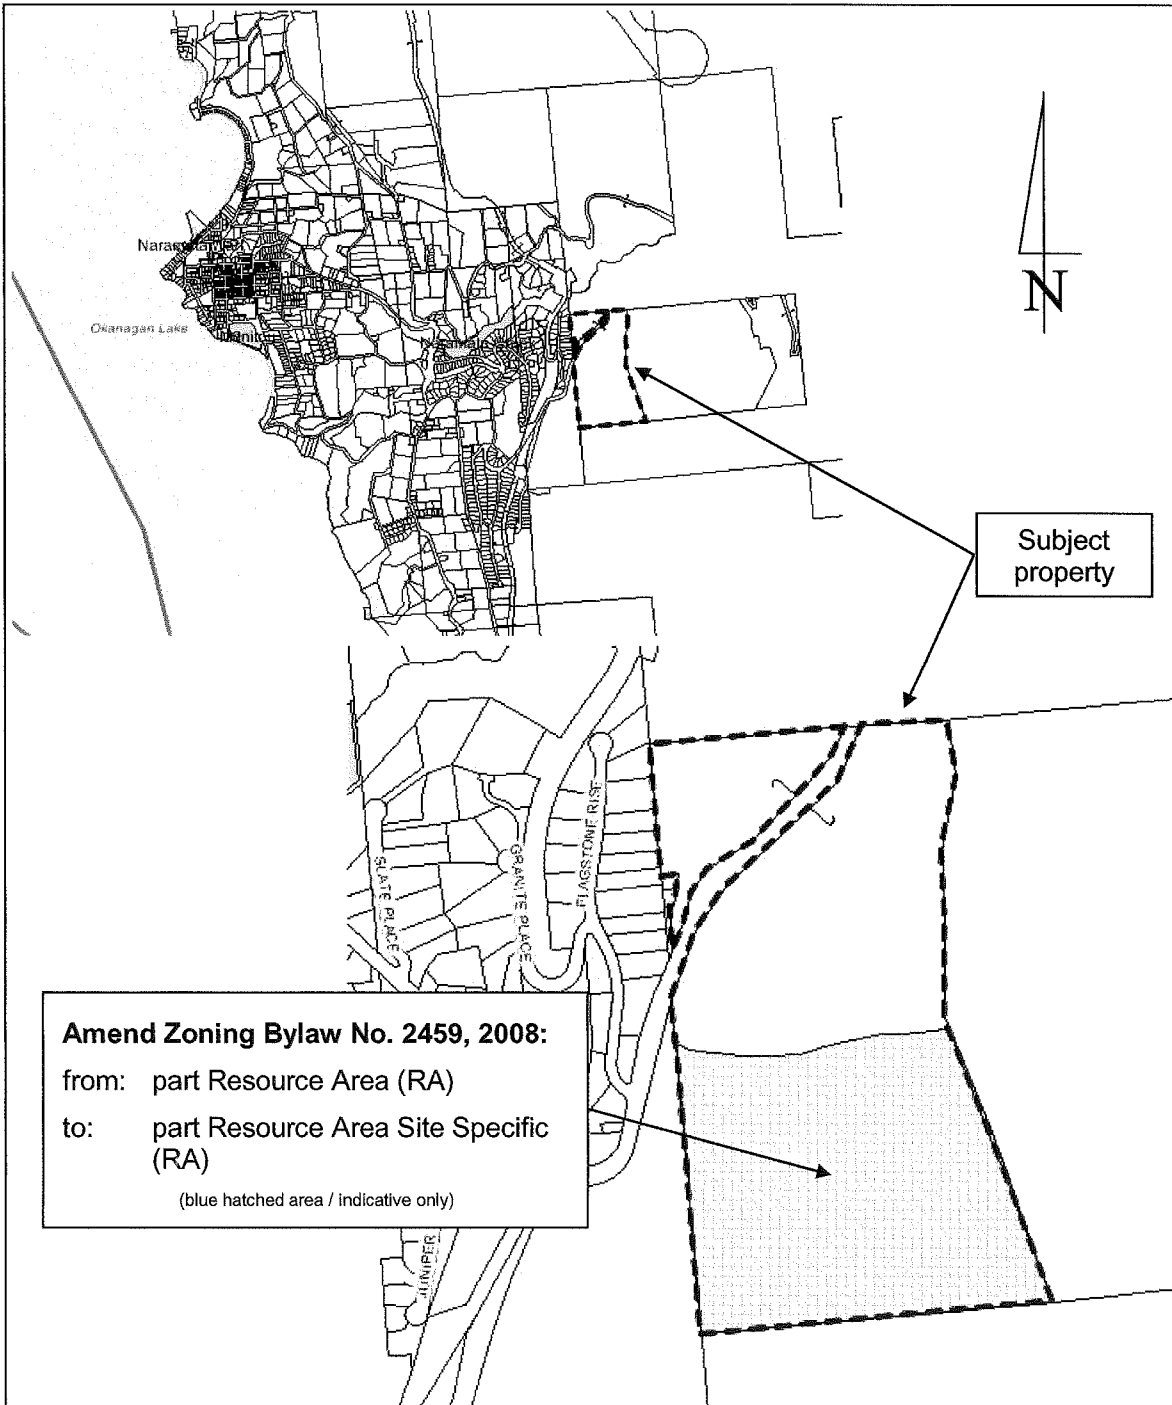 N
Okanagan Lake
Subject
property
SLATE PLACE
GRANITE PLACE
FLAGSTONE RISE
Amend Zoning Bylaw No. 2459, 2008:
from: part Resource Area (RA)
to: part Resource Area Site Specific
(RA)
(blue hatched area / indicative only)
JUNIPER